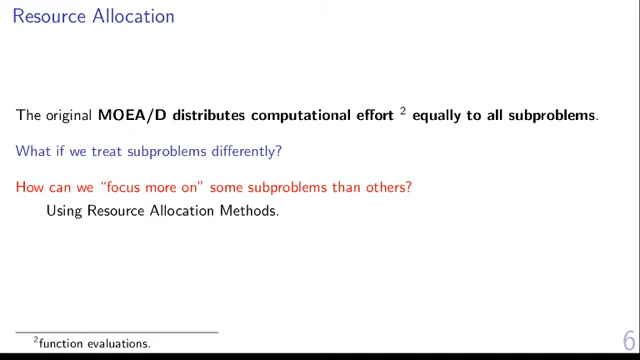 Resource Allocation
The original MOEA/D distributes computational effort 2 equally to all subproblems.
What if we treat subproblems differently?
How can we “focus more on” some subproblems than others?
Using Resource Allocation Methods.
2function evaluations.
6